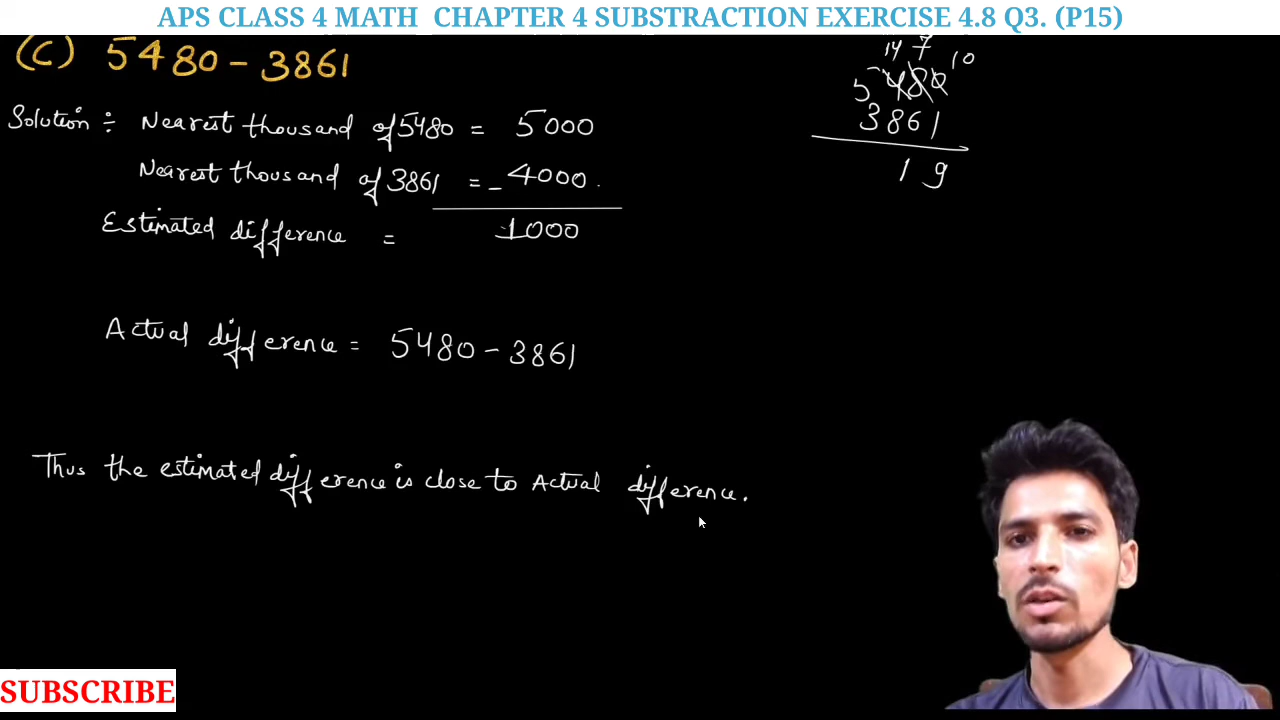 APS CLASS 4 MATH CHAPTER 4 SUBSTRACTION EXERCISE 4.8 Q3. (P15)
(C) 5480 - 3861
Solution ÷ Nearest thousand of 5480 = 5000
Nearest thousand of 3861 = - 4000.
Estimated difference = 1000
Actual difference = 5480 - 3861
Thus the estimated difference is close to Actual difference.
14 7 10
5480
3861
19
SUBSCRIBE